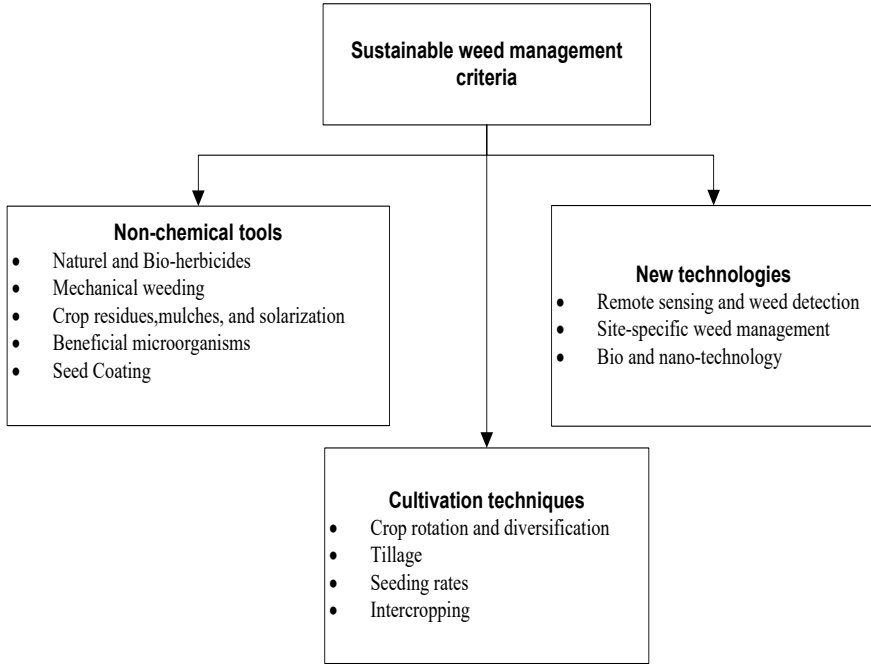 Sustainable weed management
criteria
Non-chemical tools
• Naturel and Bio-herbicides
• Mechanical weeding
• Crop residues,mulches, and solarization
• Beneficial microorganisms
• Seed Coating
New technologies
• Remote sensing and weed detection
• Site-specific weed management
• Bio and nano-technology
Cultivation techniques
• Crop rotation and diversification
• Tillage
• Seeding rates
• Intercropping